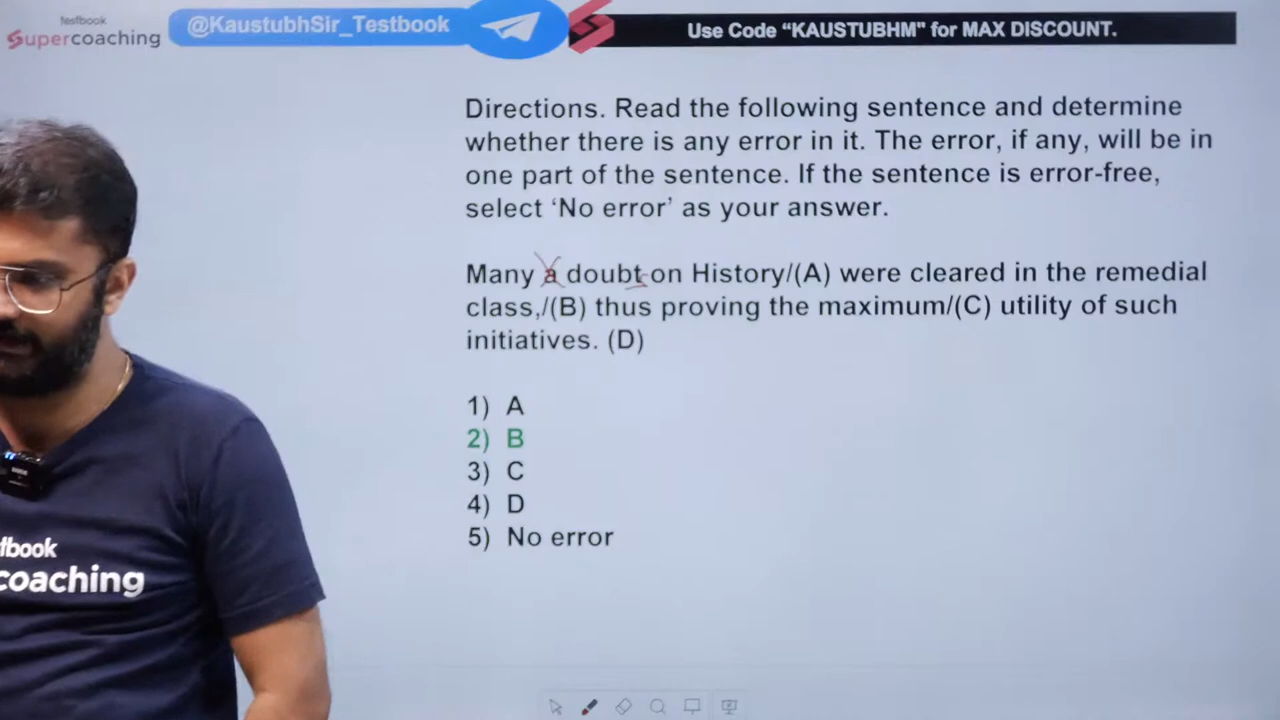 testbook
Supercoaching
@KaustubhSir_Testbook
Use Code “KAUSTUBHM" for MAX DISCOUNT.
Directions. Read the following sentence and determine
whether there is any error in it. The error, if any, will be in
one part of the sentence. If the sentence is error-free,
select ‘No error’ as your answer.
Many a doubt on History/(A) were cleared in the remedial
class,/(B) thus proving the maximum/(C) utility of such
initiatives. (D)
1) A
2) B
3) C
4) D
5) No error
tbook
coaching